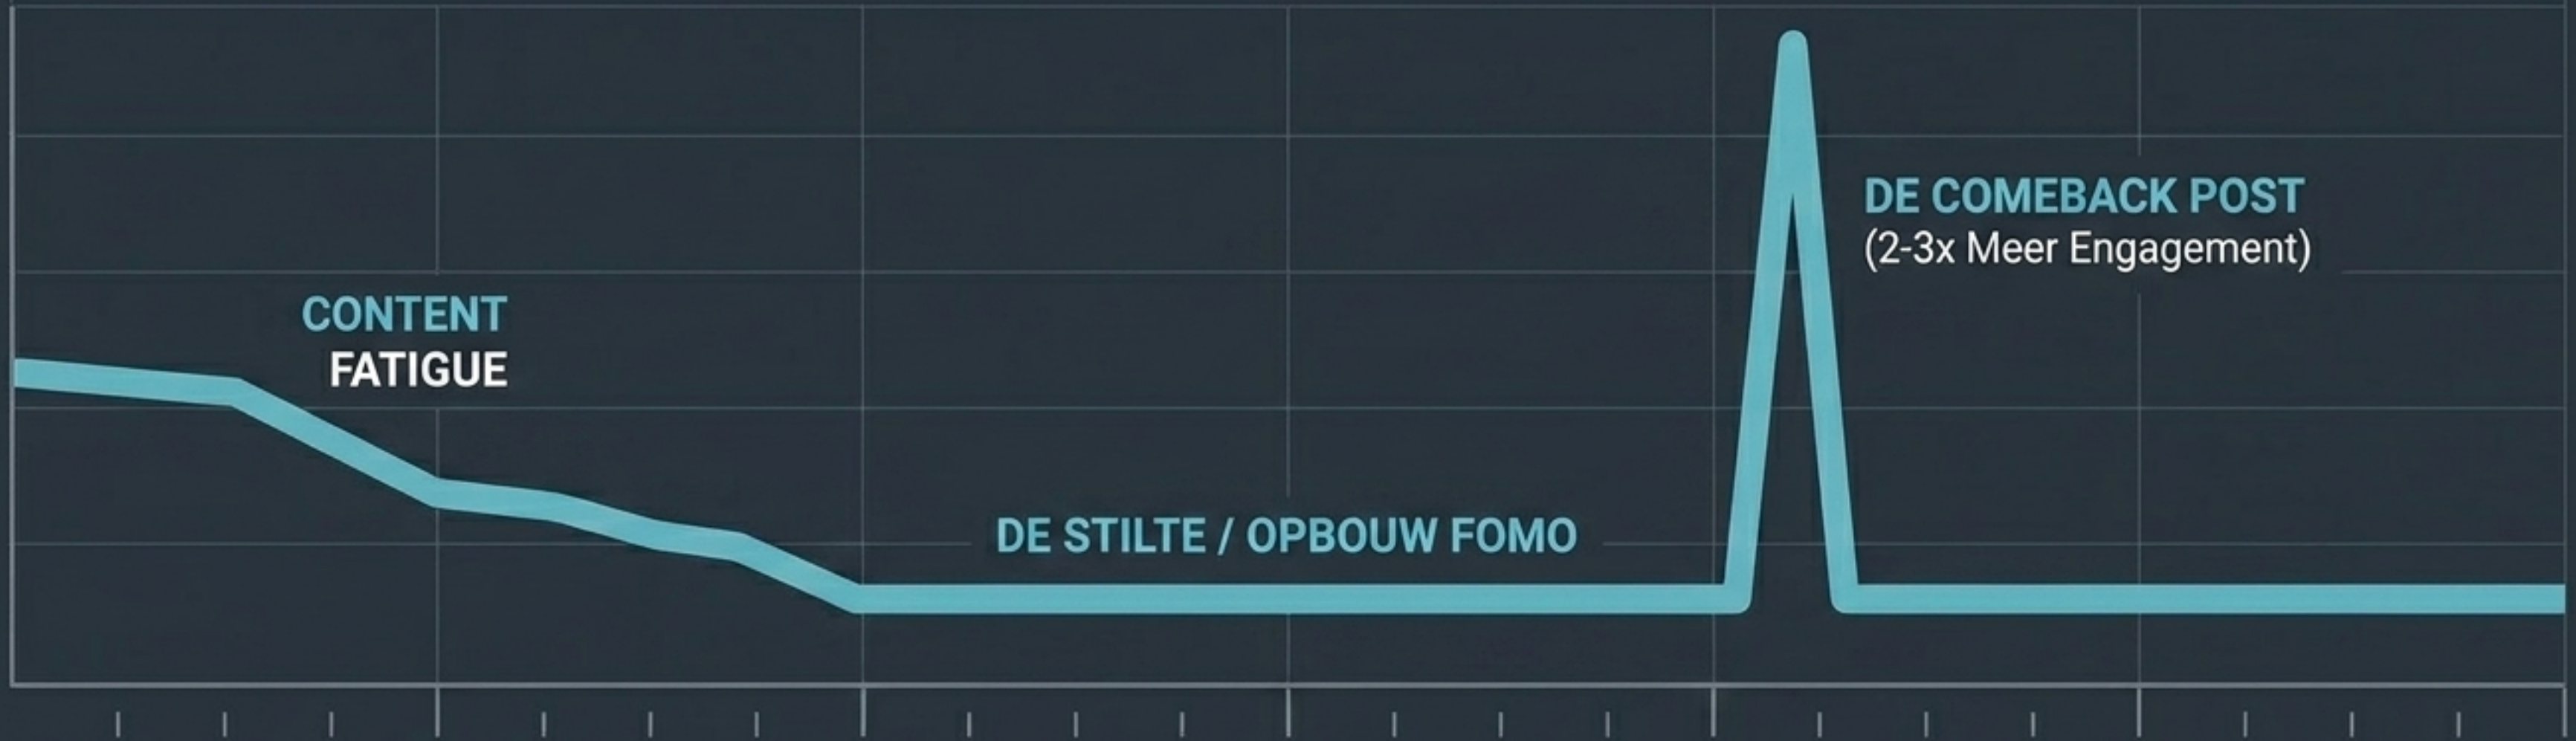 CONTENT
FATIGUE
DE STILTE / OPBOUW FOMO
DE COMEBACK POST
(2-3x Meer Engagement)